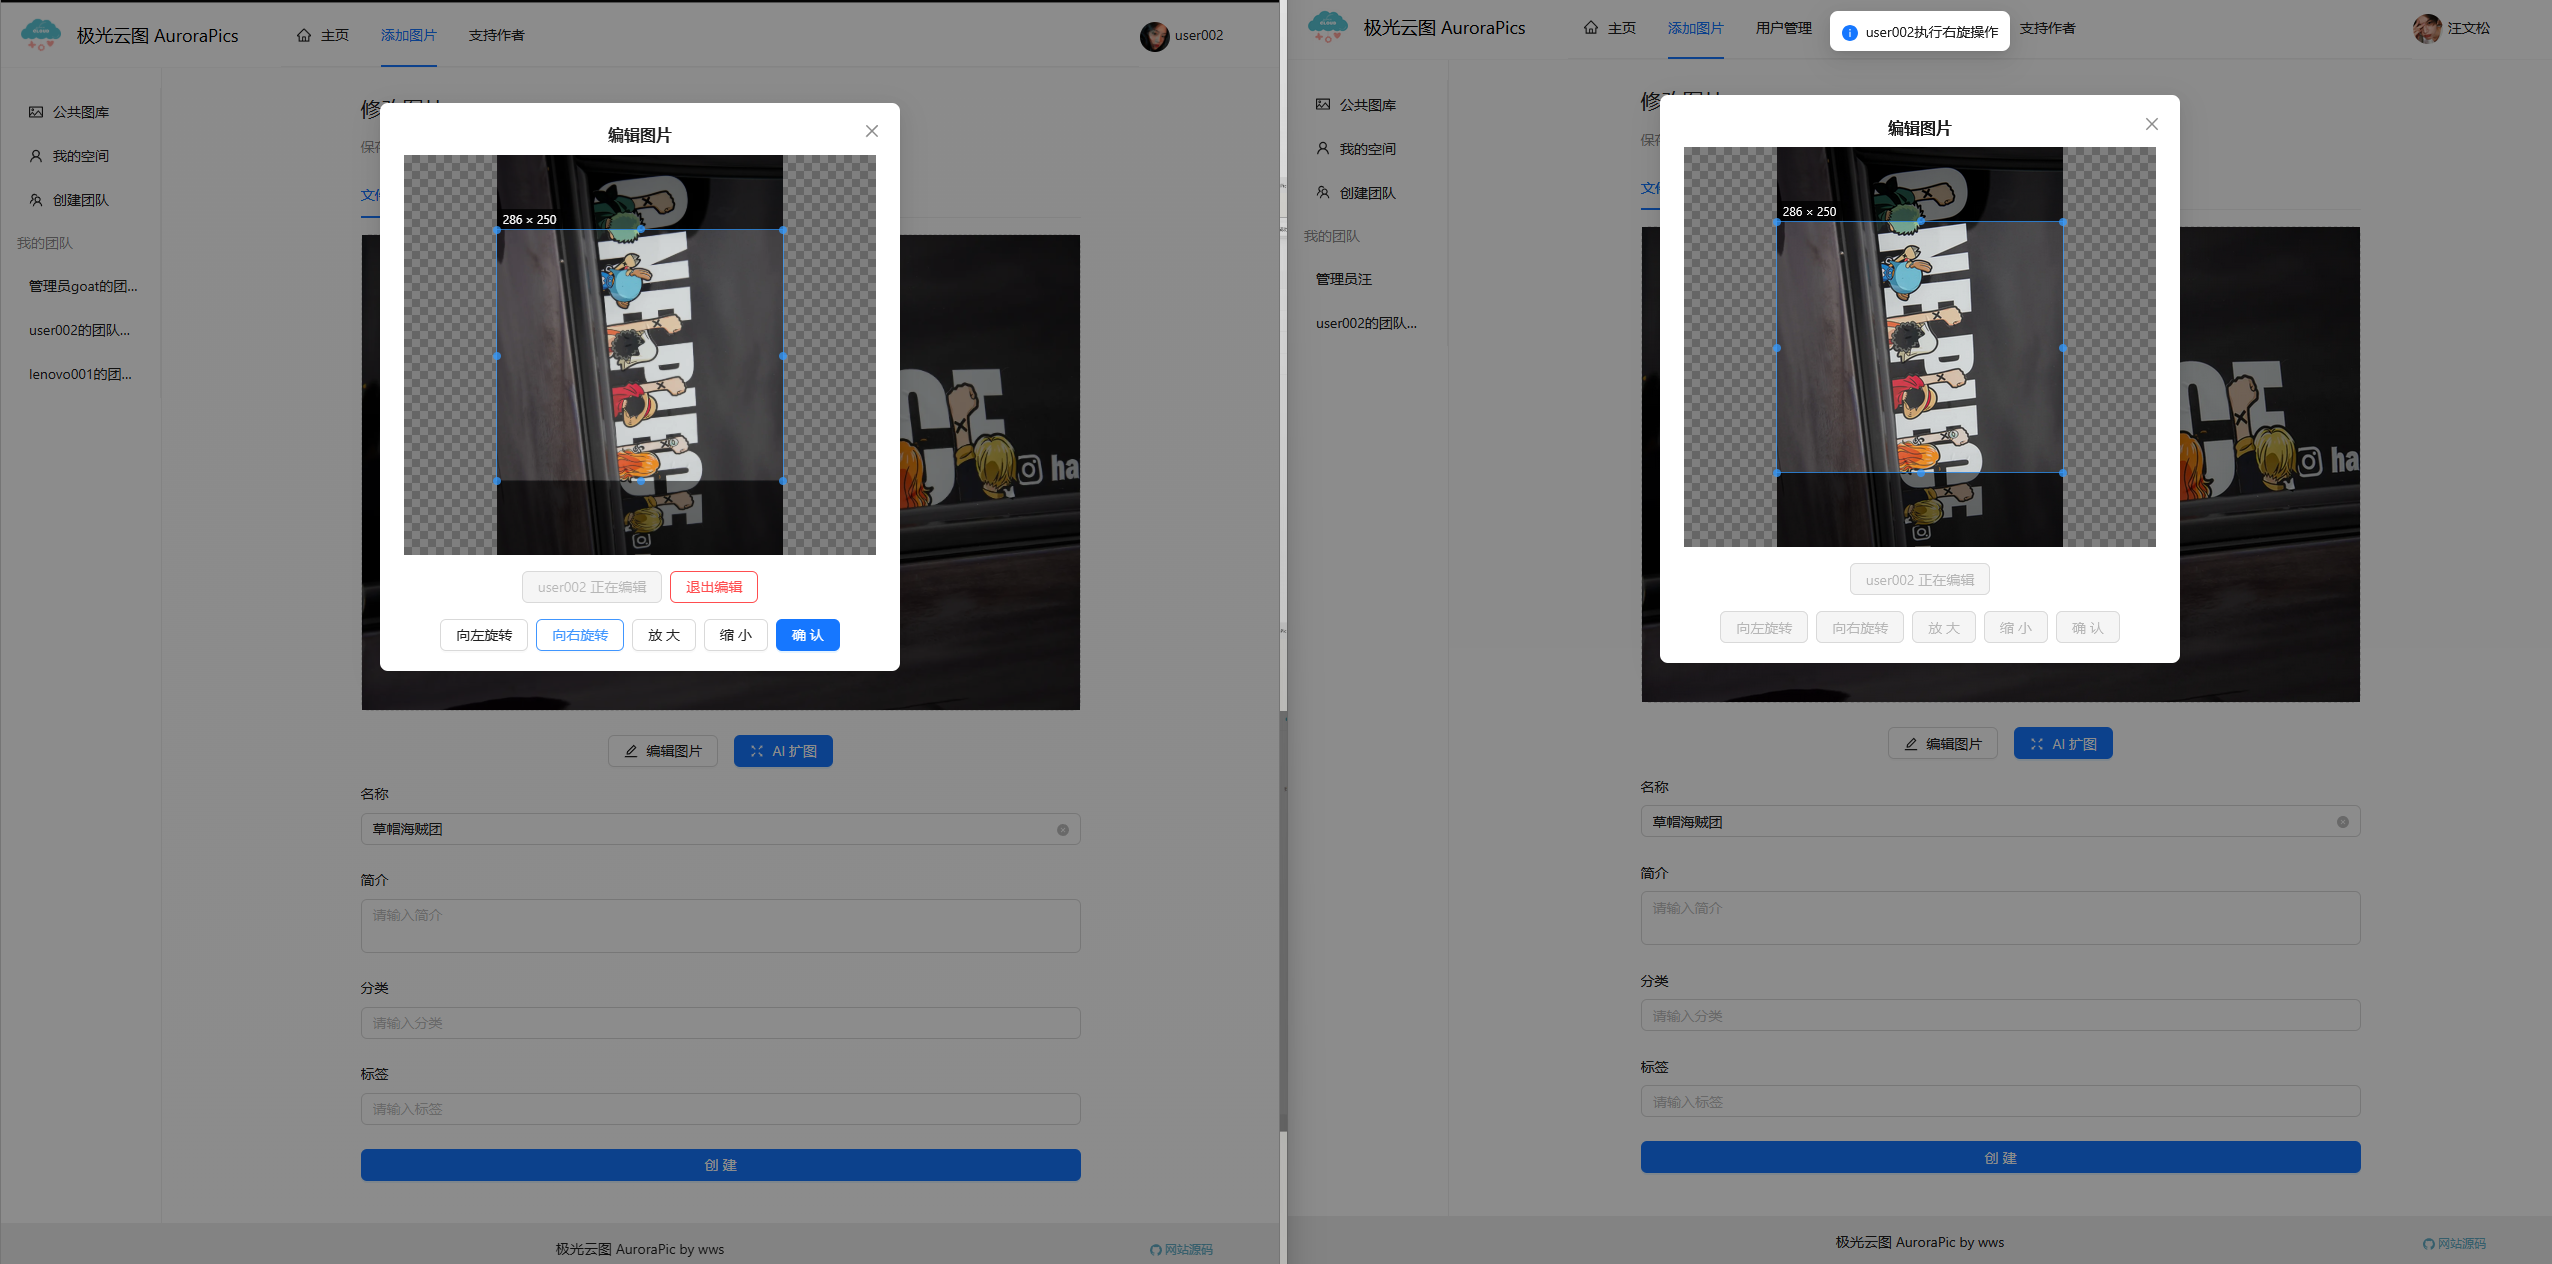 极光云图 AuroraPics
主页
添加图片
支持作者
user002
公共图库
我的空间
创建团队
我的团队
管理员goat的团...
user002的团队...
lenovo001的团...
编辑图片
286 × 250
ONE PIECE
user002 正在编辑
退出编辑
向左旋转
向右旋转
放 大
缩 小
确 认
ha
编辑图片
AI 扩图
名称
草帽海贼团
简介
请输入简介
分类
请输入分类
标签
请输入标签
创 建
极光云图 AuroraPic by wws
网站源码
极光云图 AuroraPics
主页
添加图片
用户管理
user002执行右旋操作
支持作者
汪文松
公共图库
我的空间
创建团队
我的团队
管理员汪
user002的团队...
编辑图片
286 × 250
ONE PIECE
user002 正在编辑
向左旋转
向右旋转
放 大
缩 小
确 认
ha
编辑图片
AI 扩图
名称
草帽海贼团
简介
请输入简介
分类
请输入分类
标签
请输入标签
创 建
极光云图 AuroraPic by wws
网站源码